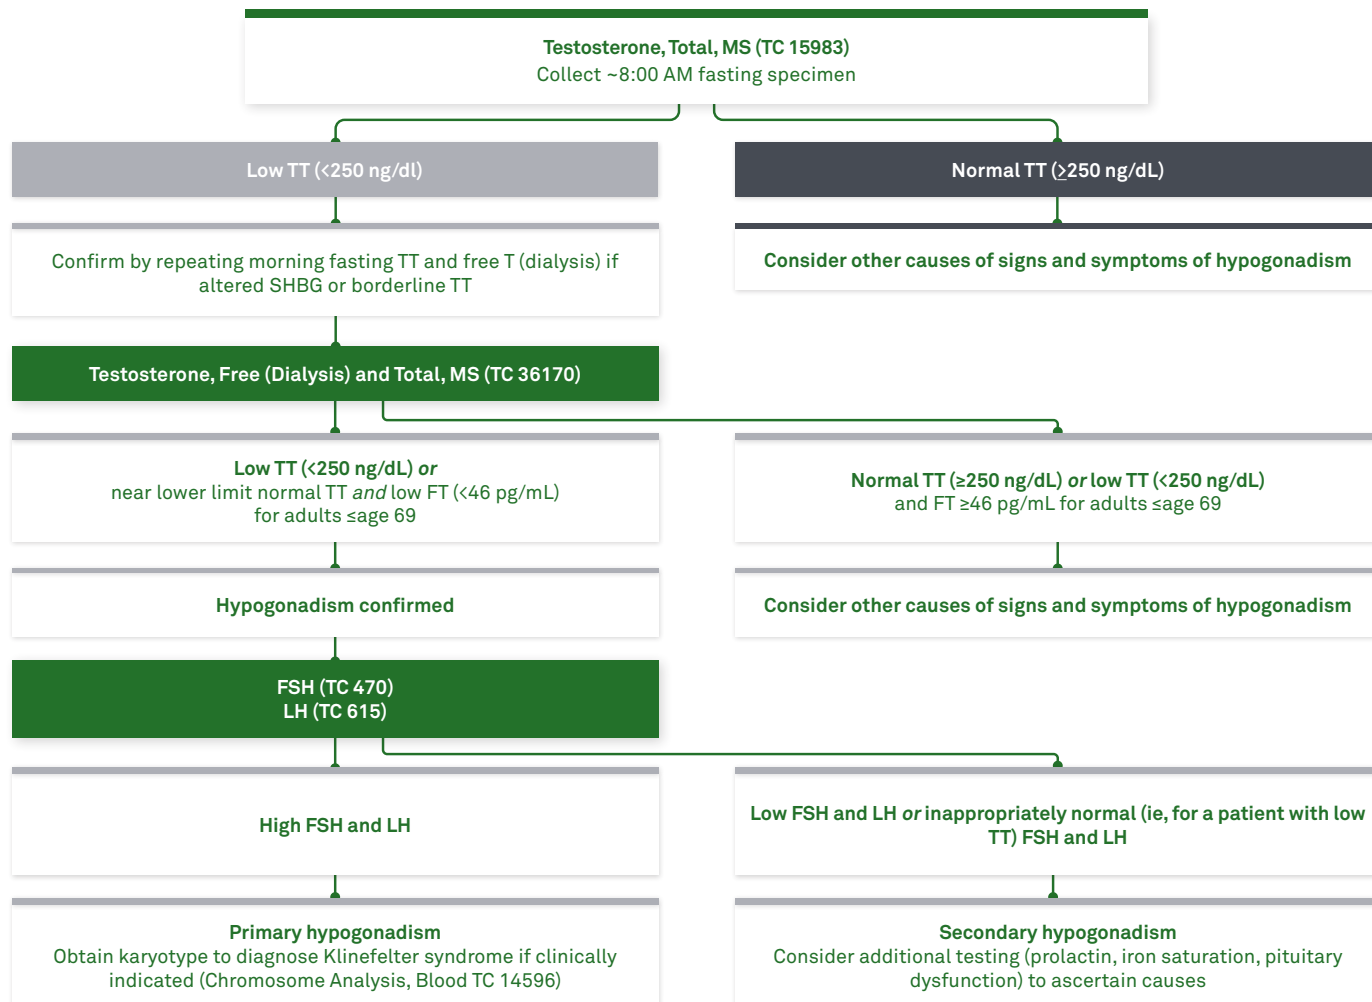 Testosterone, Total, MS (TC 15983)
Collect ~8:00 AM fasting specimen
Low TT (<250 ng/dl)
Normal TT (≥250 ng/dL)
Confirm by repeating morning fasting TT and free T (dialysis) if
altered SHBG or borderline TT
Consider other causes of signs and symptoms of hypogonadism
Testosterone, Free (Dialysis) and Total, MS (TC 36170)
Low TT (<250 ng/dL) or
near lower limit normal TT and low FT (<46 pg/mL)
for adults ≤age 69
Normal TT (≥250 ng/dL) or low TT (<250 ng/dL)
and FT ≥46 pg/mL for adults ≤age 69
Hypogonadism confirmed
Consider other causes of signs and symptoms of hypogonadism
FSH (TC 470)
LH (TC 615)
High FSH and LH
Low FSH and LH or inappropriately normal (ie, for a patient with low
TT) FSH and LH
Primary hypogonadism
Obtain karyotype to diagnose Klinefelter syndrome if clinically
indicated (Chromosome Analysis, Blood TC 14596)
Secondary hypogonadism
Consider additional testing (prolactin, iron saturation, pituitary
dysfunction) to ascertain causes